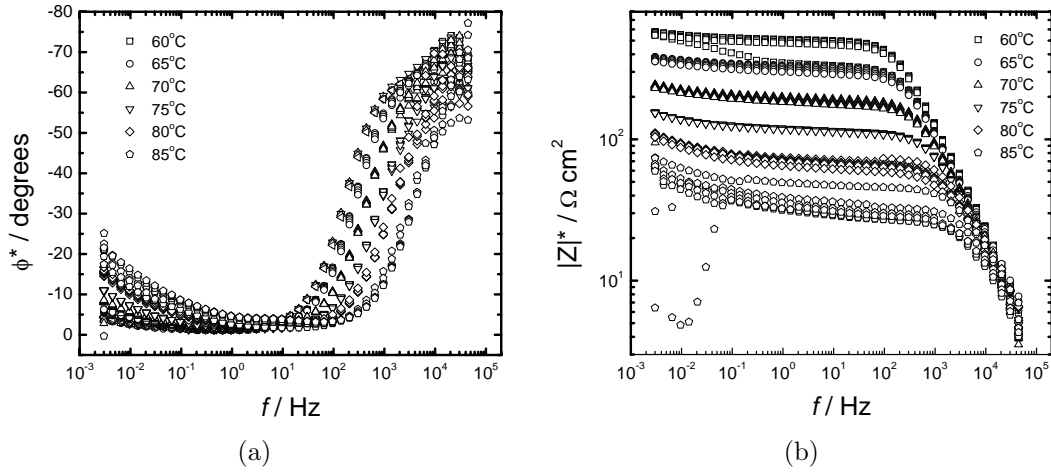 -80
-70
-60
-50
-40
-30
-20
-10
0
ϕ* / degrees
60°C
65°C
70°C
75°C
80°C
85°C
10⁻³ 10⁻² 10⁻¹ 10⁰ 10¹ 10² 10³ 10⁴ 10⁵
f / Hz
(a)
|Z|* / Ω cm²
10²
10¹
60°C
65°C
70°C
75°C
80°C
85°C
10⁻³ 10⁻² 10⁻¹ 10⁰ 10¹ 10² 10³ 10⁴ 10⁵
f / Hz
(b)